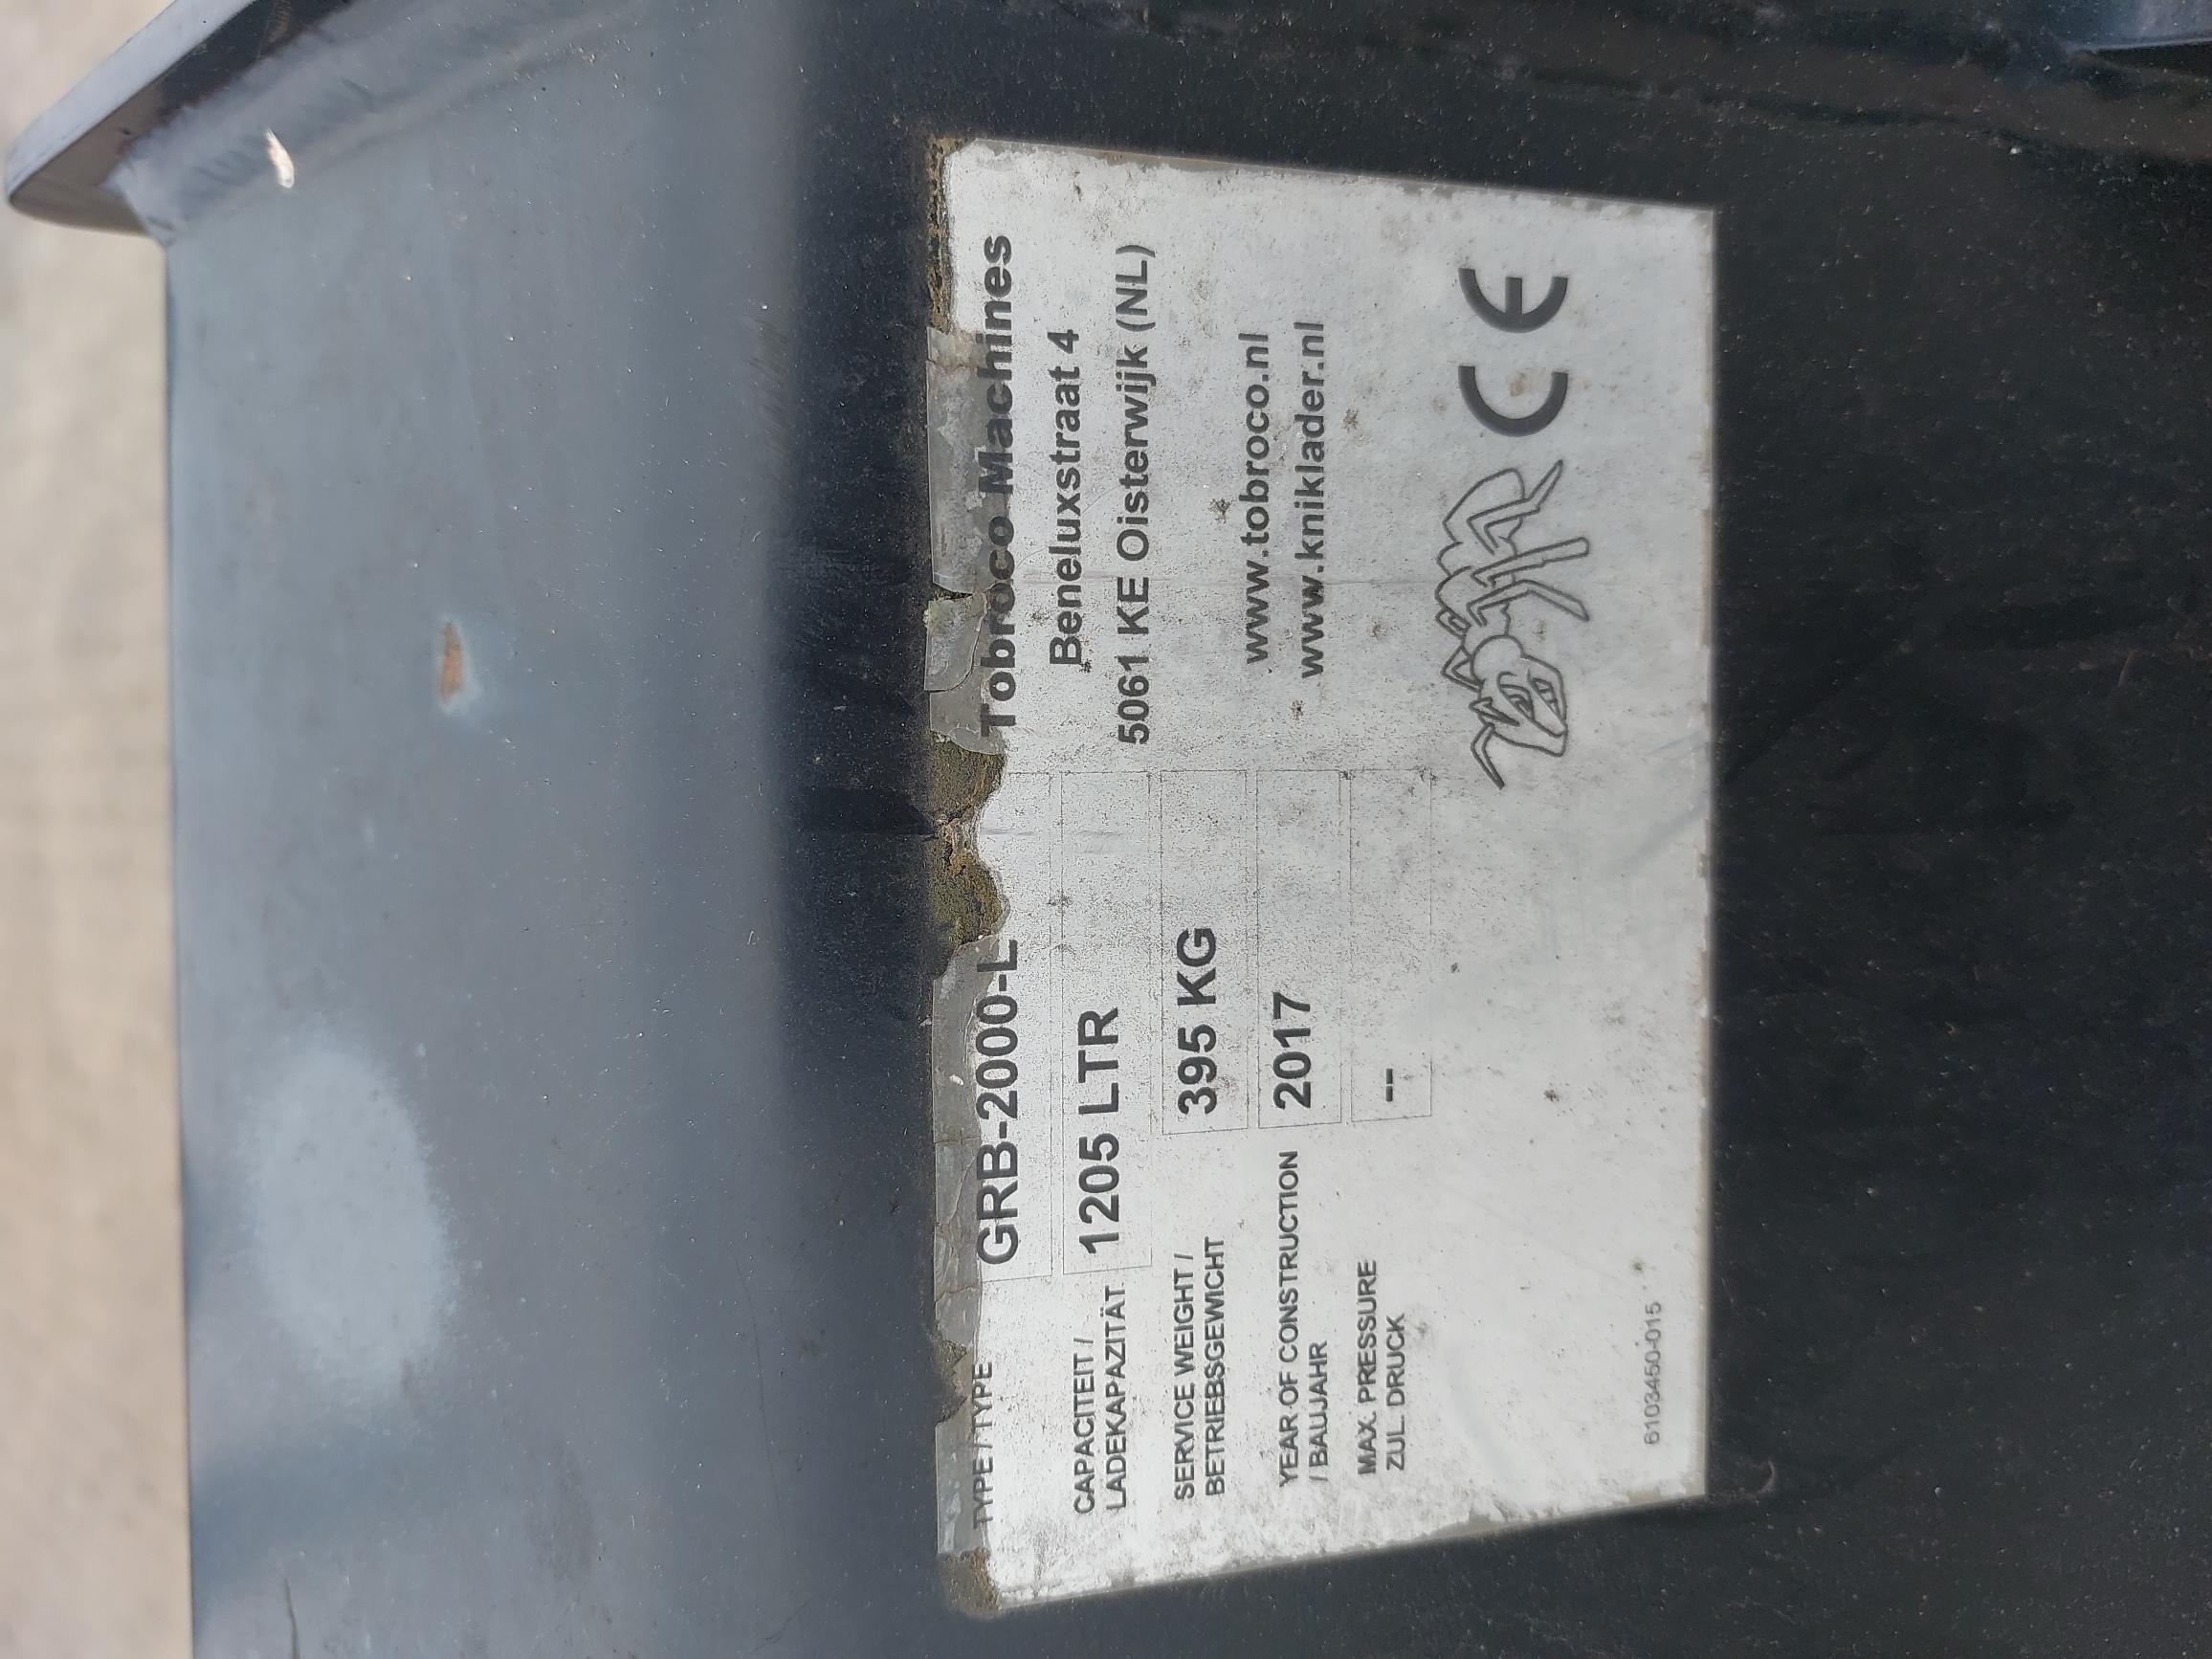 TYPE / TYPE GRB-2000-L
CAPACITEIT /
LADEKAPAZITÄT 1205 LTR
SERVICE WEIGHT /
BETRIEBSGEWICHT 395 KG
YEAR OF CONSTRUCTION
/ BAUJAHR 2017
MAX. PRESSURE
ZUL. DRUCK --
Tobroco Machines
Beneluxstraat 4
5061 KE Oisterwijk (NL)
www.tobroco.nl
www.kniklader.nl
CE
6103450-015